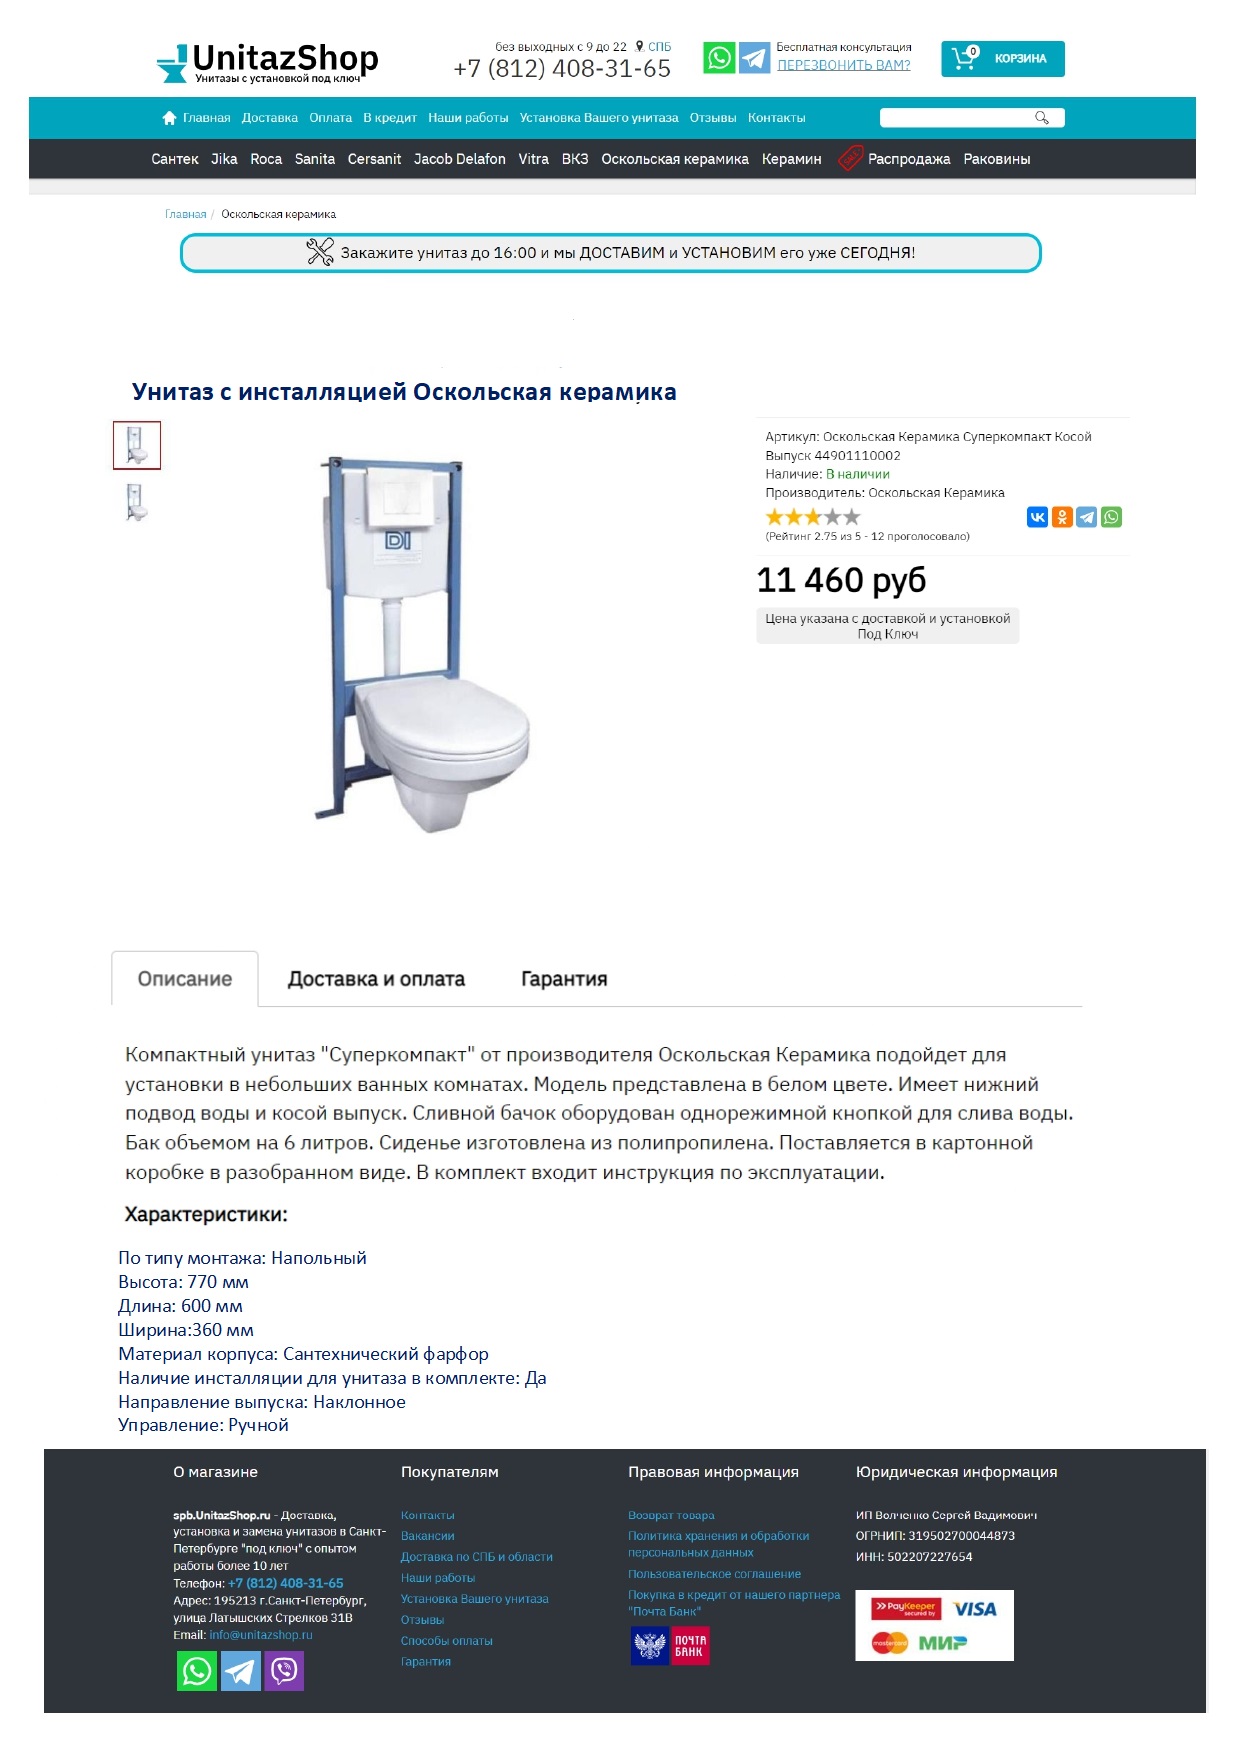 UnitazShop
Унитазы с установкой под ключ
без выходных с 9 до 22 СПБ
+7 (812) 408-31-65
Бесплатная консультация
ПЕРЕЗВОНИТЬ ВАМ?
0
КОРЗИНА
Главная Доставка Оплата В кредит Наши работы Установка Вашего унитаза Отзывы Контакты
Сантек Jika Roca Sanita Cersanit Jacob Delafon Vitra ВКЗ Оскольская керамика Керамин SALE Распродажа Раковины
Главная / Оскольская керамика
Закажите унитаз до 16:00 и мы ДОСТАВИМ и УСТАНОВИМ его уже СЕГОДНЯ!
Унитаз с инсталляцией Оскольская керамика
Артикул: Оскольская Керамика Суперкомпакт Косой
Выпуск 44901110002
Наличие: В наличии
Производитель: Оскольская Керамика
(Рейтинг 2.75 из 5 - 12 проголосовало)
11 460 руб
Цена указана с доставкой и установкой
Под Ключ
DI
Описание Доставка и оплата Гарантия
Компактный унитаз "Суперкомпакт" от производителя Оскольская Керамика подойдет для
установки в небольших ванных комнатах. Модель представлена в белом цвете. Имеет нижний
подвод воды и косой выпуск. Сливной бачок оборудован однорежимной кнопкой для слива воды.
Бак объемом на 6 литров. Сиденье изготовлена из полипропилена. Поставляется в картонной
коробке в разобранном виде. В комплект входит инструкция по эксплуатации.
Характеристики:
По типу монтажа: Напольный
Высота: 770 мм
Длина: 600 мм
Ширина:360 мм
Материал корпуса: Сантехнический фарфор
Наличие инсталляции для унитаза в комплекте: Да
Направление выпуска: Наклонное
Управление: Ручной
О магазине
spb.UnitazShop.ru - Доставка,
установка и замена унитазов в Санкт-
Петербурге "под ключ" с опытом
работы более 10 лет
Телефон: +7 (812) 408-31-65
Адрес: 195213 г.Санкт-Петербург,
улица Латышских Стрелков 31В
Email: info@unitazshop.ru
Покупателям
Контакты
Вакансии
Доставка по СПБ и области
Наши работы
Установка Вашего унитаза
Отзывы
Способы оплаты
Гарантия
Правовая информация
Возврат товара
Политика хранения и обработки
персональных данных
Пользовательское соглашение
Покупка в кредит от нашего партнера
"Почта Банк"
ПОЧТА
БАНК
Юридическая информация
ИП Волченко Сергей Вадимович
ОГРНИП: 319502700044873
ИНН: 502207227654
PayKeeper
secured by
VISA
mastercard
МИР